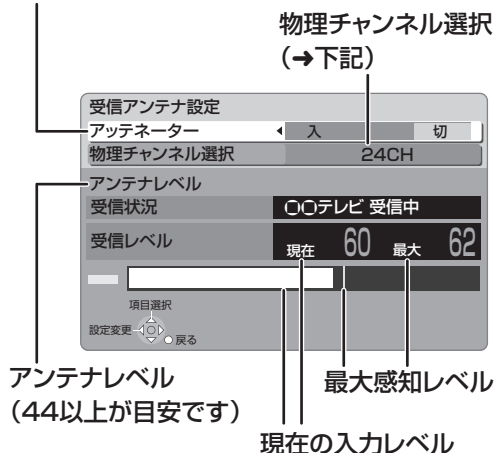 物理チャンネル選択
(➜下記)
受信アンテナ設定
アッテネーター 入 切
物理チャンネル選択 24CH
アンテナレベル
受信状況 〇〇テレビ 受信中
受信レベル 現在 60 最大 62
項目選択
設定変更 戻る
アンテナレベル
(44以上が目安です)
最大感知レベル
現在の入力レベル